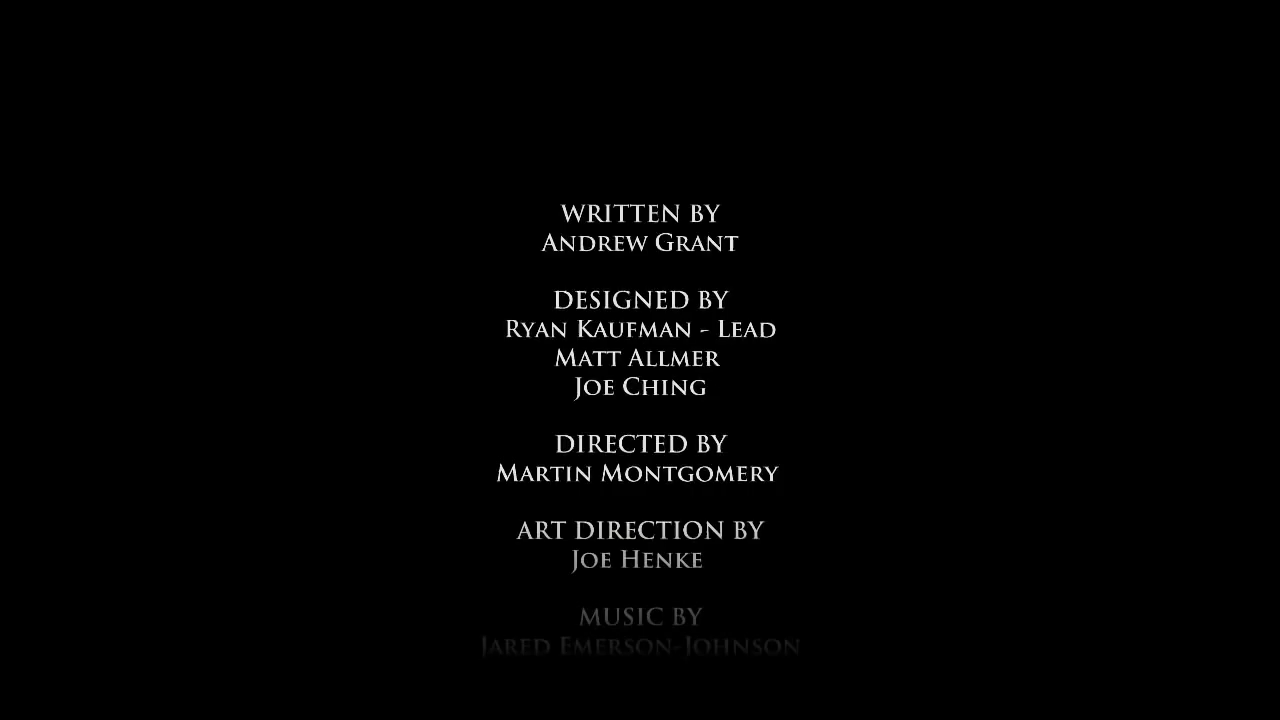 WRITTEN BY
ANDREW GRANT
DESIGNED BY
RYAN KAUFMAN - LEAD
MATT ALLMER
JOE CHING
DIRECTED BY
MARTIN MONTGOMERY
ART DIRECTION BY
JOE HENKE
MUSIC BY
JARED EMERSON-JOHNSON